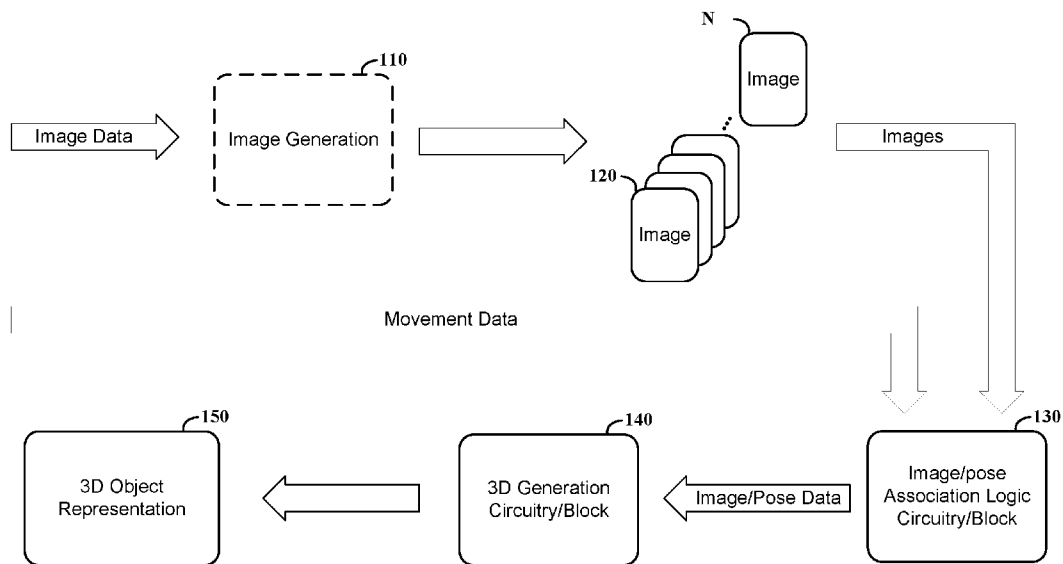 N
110
Image
Image Data
Image Generation
Images
120
Image
Movement Data
150
140
130
3D Object
Representation
3D Generation
Circuitry/Block
Image/Pose Data
Image/pose
Association Logic
Circuitry/Block